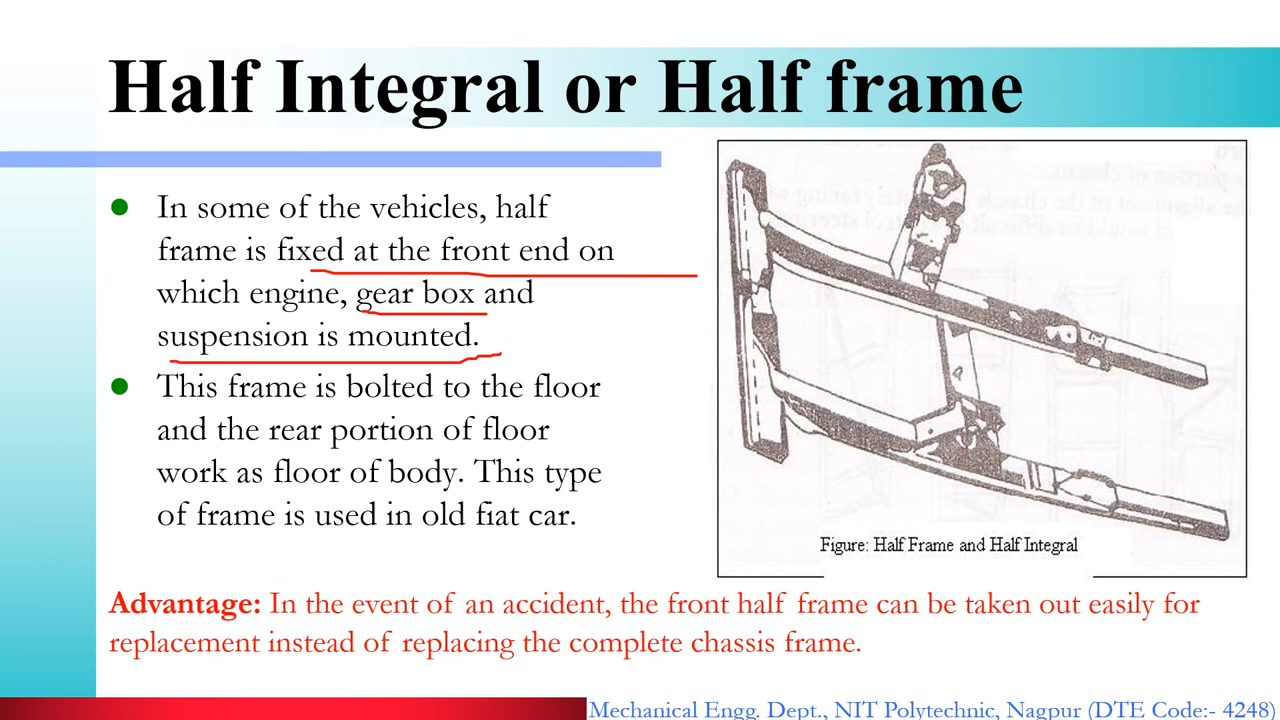 Half Integral or Half frame
In some of the vehicles, half
frame is fixed at the front end on
which engine, gear box and
suspension is mounted.
This frame is bolted to the floor
and the rear portion of floor
work as floor of body. This type
of frame is used in old fiat car.
Figure: Half Frame and Half Integral
Advantage: In the event of an accident, the front half frame can be taken out easily for
replacement instead of replacing the complete chassis frame.
Mechanical Engg. Dept., NIT Polytechnic, Nagpur (DTE Code:- 4248)